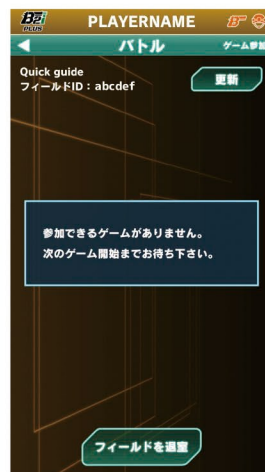 PLUS
PLAYERNAME
バトル
ゲーム参加
Quick guide
フィールドID：abcdef
更新
参加できるゲームがありません。
次のゲーム開始までお待ち下さい。
フィールドを退室